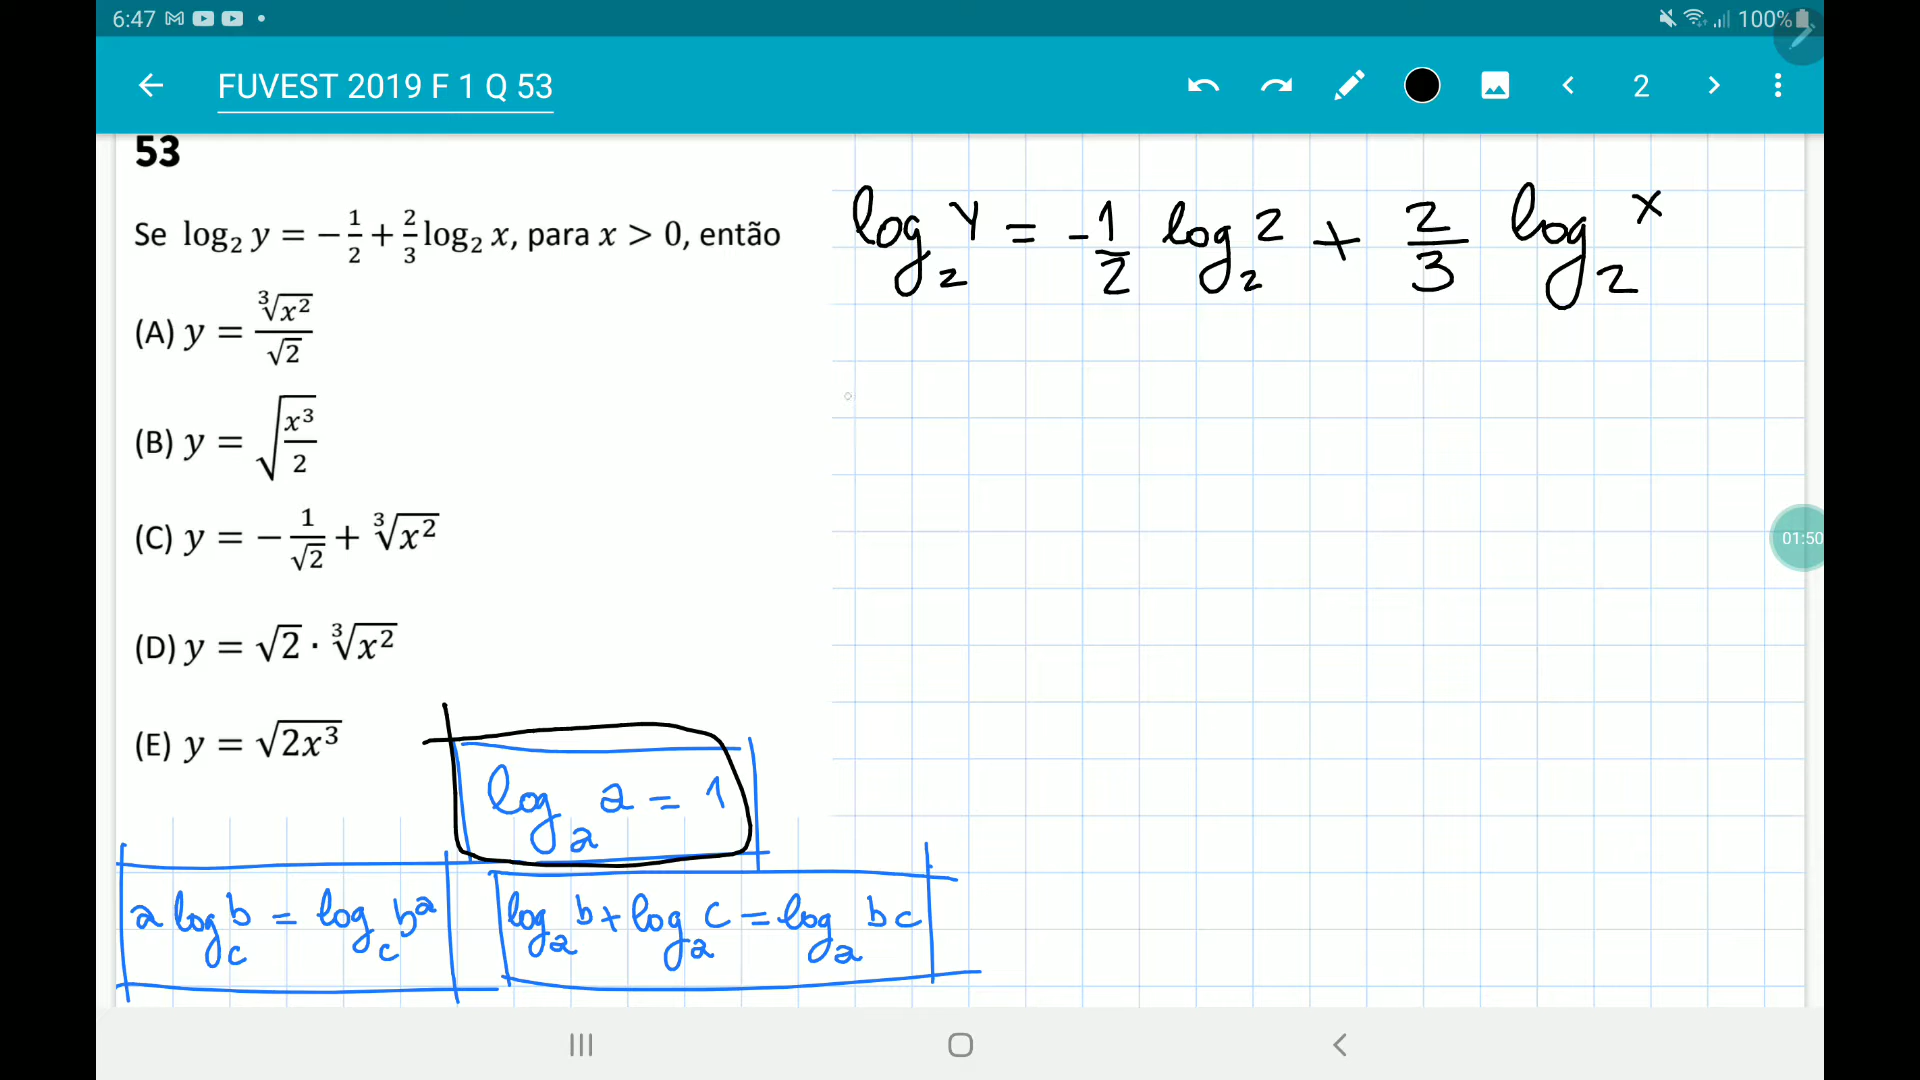 6:47
100%
FUVEST 2019 F 1 Q 53
2
53
Se log₂ y = −1/2 + 2/3 log₂ x, para x > 0, então
(A) y = ∛x² / √2
(B) y = √(x³/2)
(C) y = −1/√2 + ∛x²
(D) y = √2 · ∛x²
(E) y = √2x³
log₂ y = -1/2 log₂ 2 + 2/3 log₂ x
01:50
logₐ a = 1
a log_c b = log_c bᵃ
logₐ b + logₐ c = logₐ bc